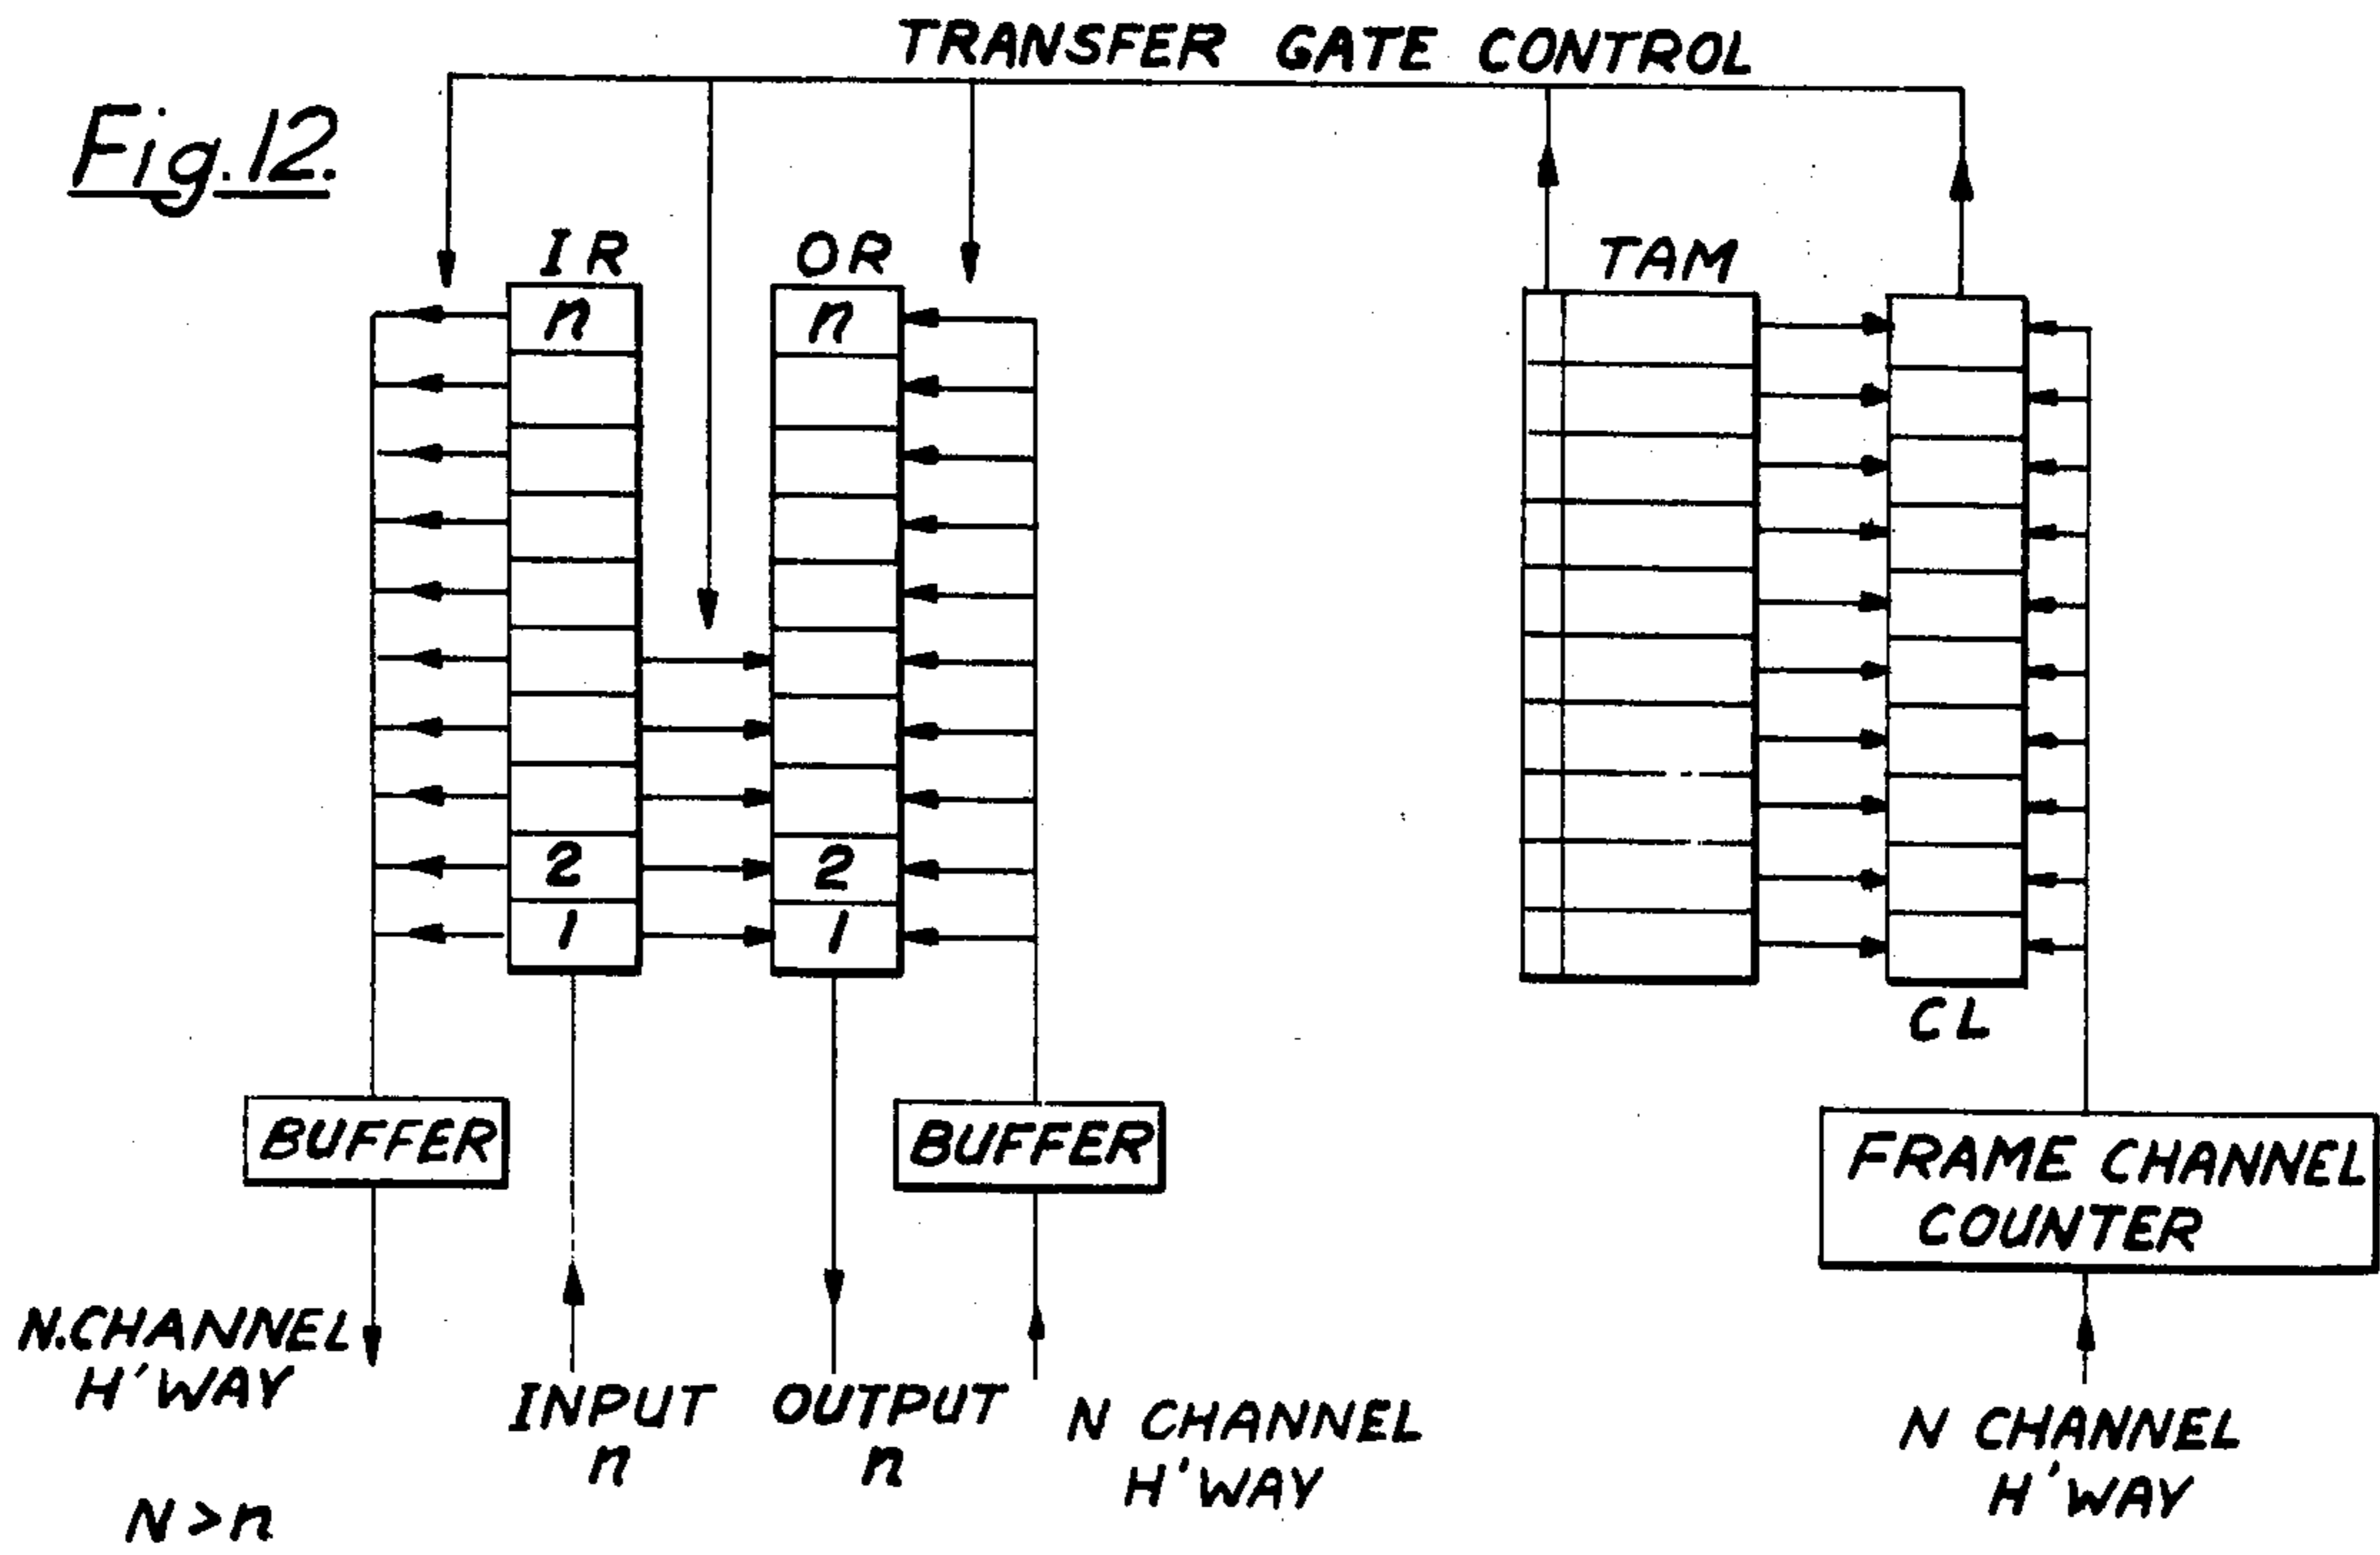 TRANSFER GATE CONTROL
Fig.12.
IR
OR
TAM
n
n
2
2
1
1
CL
BUFFER
BUFFER
FRAME CHANNEL
COUNTER
N.CHANNEL
H'WAY
INPUT
n
OUTPUT
n
N CHANNEL
H'WAY
N CHANNEL
H'WAY
N>n